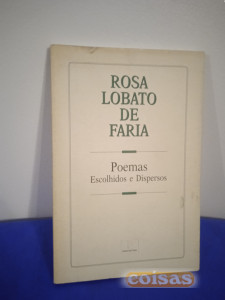 ROSA
LOBATO
DE
FARIA
Poemas
Escolhidos e Dispersos
coisas